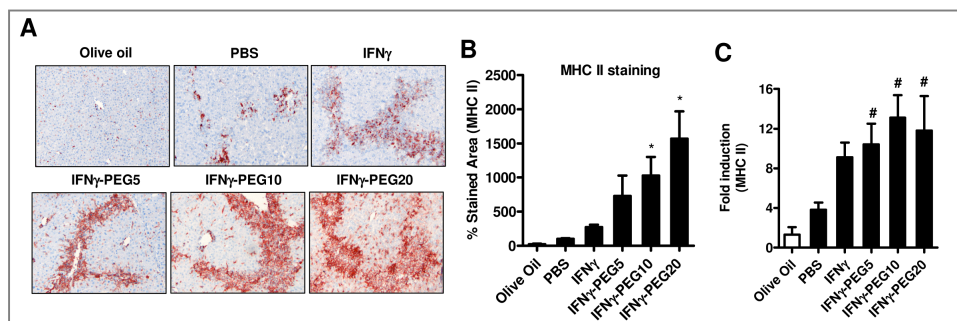 A
Olive oil
PBS
IFNγ
IFNγ-PEG5
IFNγ-PEG10
IFNγ-PEG20
B
MHC II staining
% Stained Area (MHC II)
2500
2000
1500
1000
500
0
*
*
Olive Oil
PBS
IFNγ
IFNγ-PEG5
IFNγ-PEG10
IFNγ-PEG20
C
Fold induction
(MHC II)
16
12
8
4
0
#
#
#
Olive Oil
PBS
IFNγ
IFNγ-PEG5
IFNγ-PEG10
IFNγ-PEG20